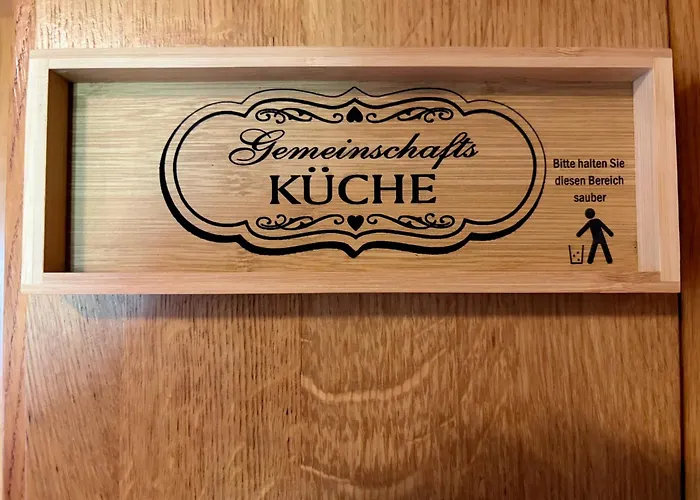 Gemeinschafts
KÜCHE
Bitte halten Sie
diesen Bereich
sauber